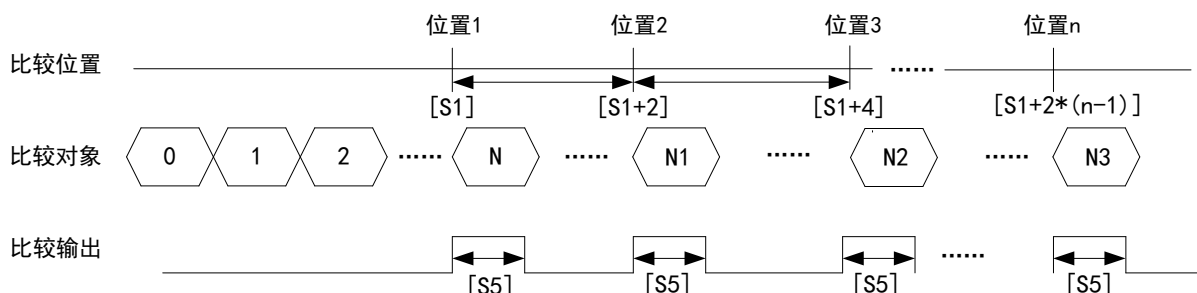 位置1 位置2 位置3 位置n
比较位置 ……
[S1] [S1+2] [S1+4] [S1+2*(n-1)]
比较对象 0 1 2 …… N …… N1 …… N2 …… N3
比较输出 ……
[S5] [S5] [S5] [S5]